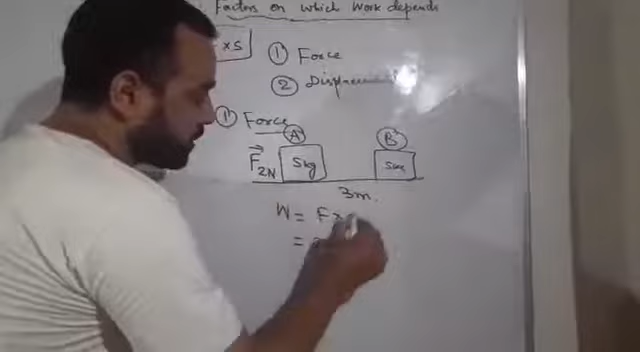 Factors on which Work depends
x s
① Force
② Displacement
① Force
A B
F 2N 5kg 5kg
3m.
W = F x
=